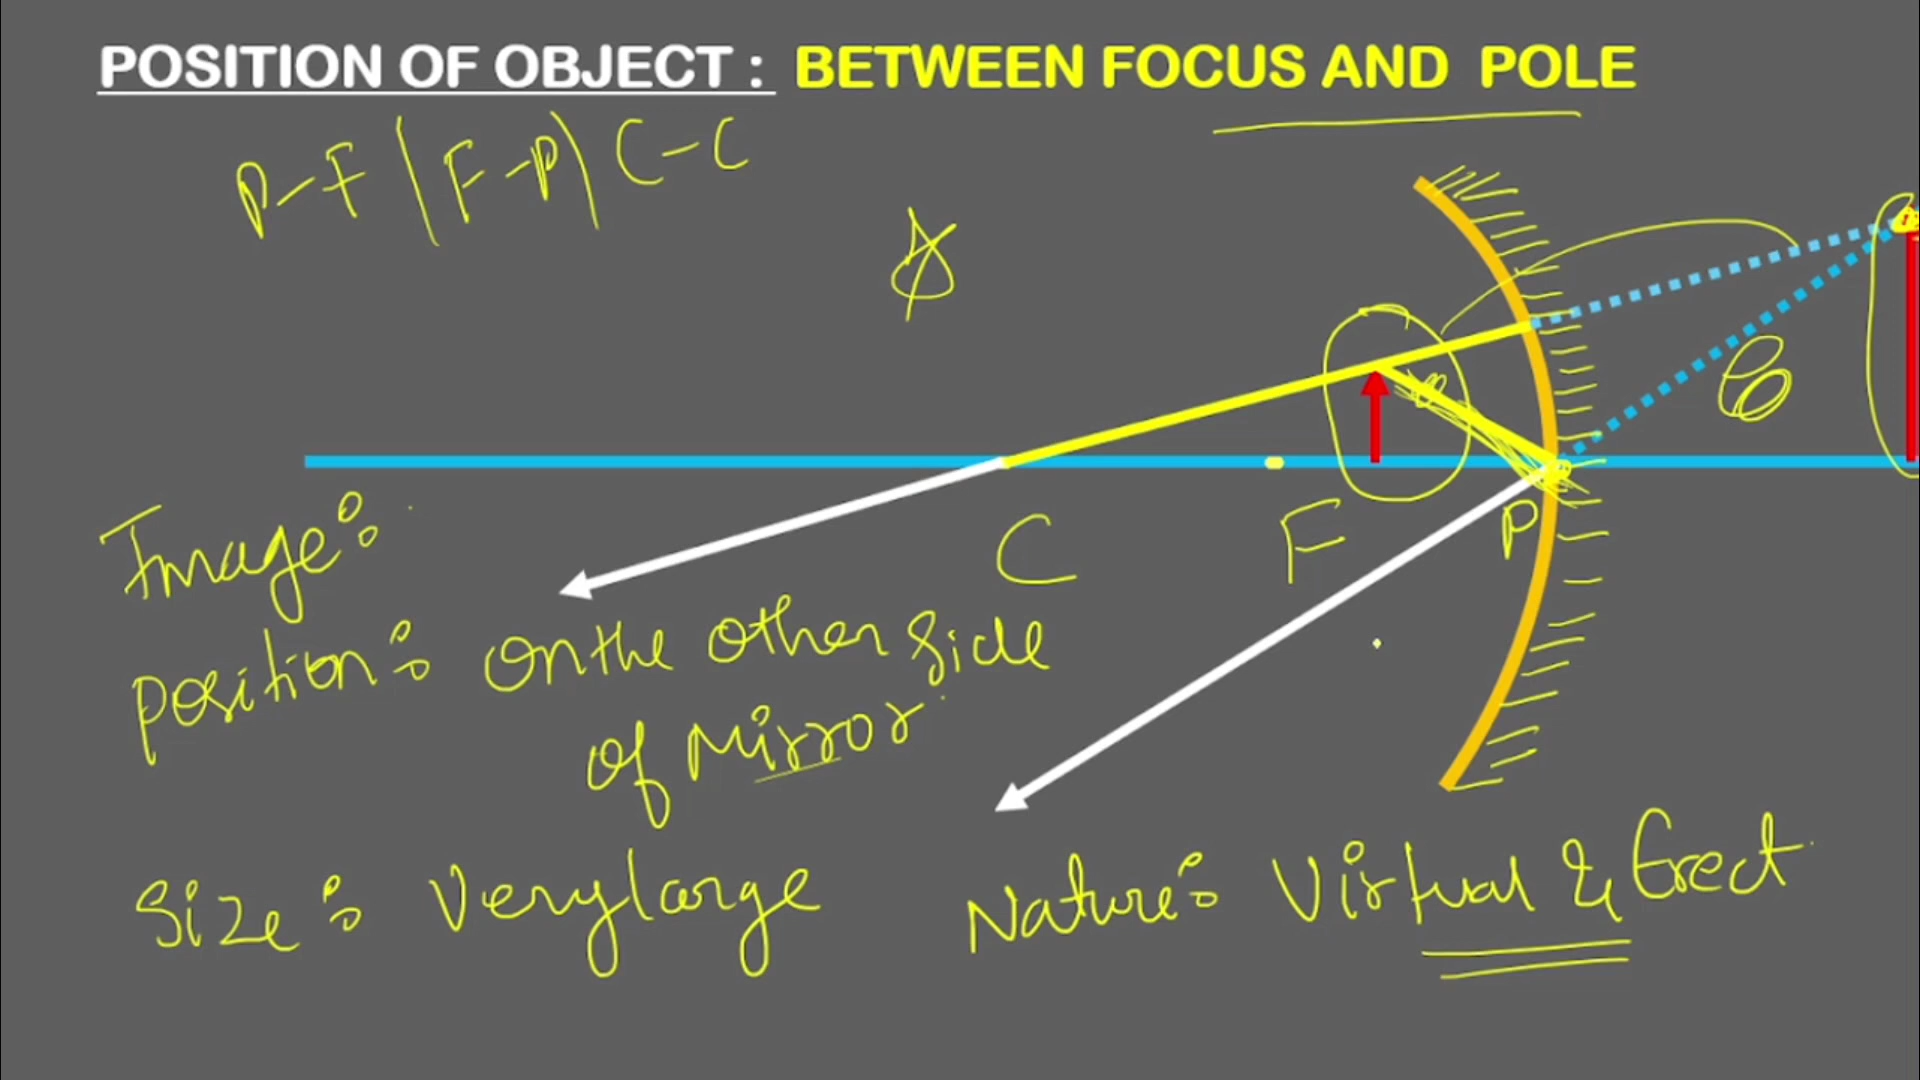 POSITION OF OBJECT : BETWEEN FOCUS AND POLE
P-F | F-P | C-C
C F P
Image:
Position: On the Other Side
of Mirror.
Size: Very large
Nature: Virtual & Erect.